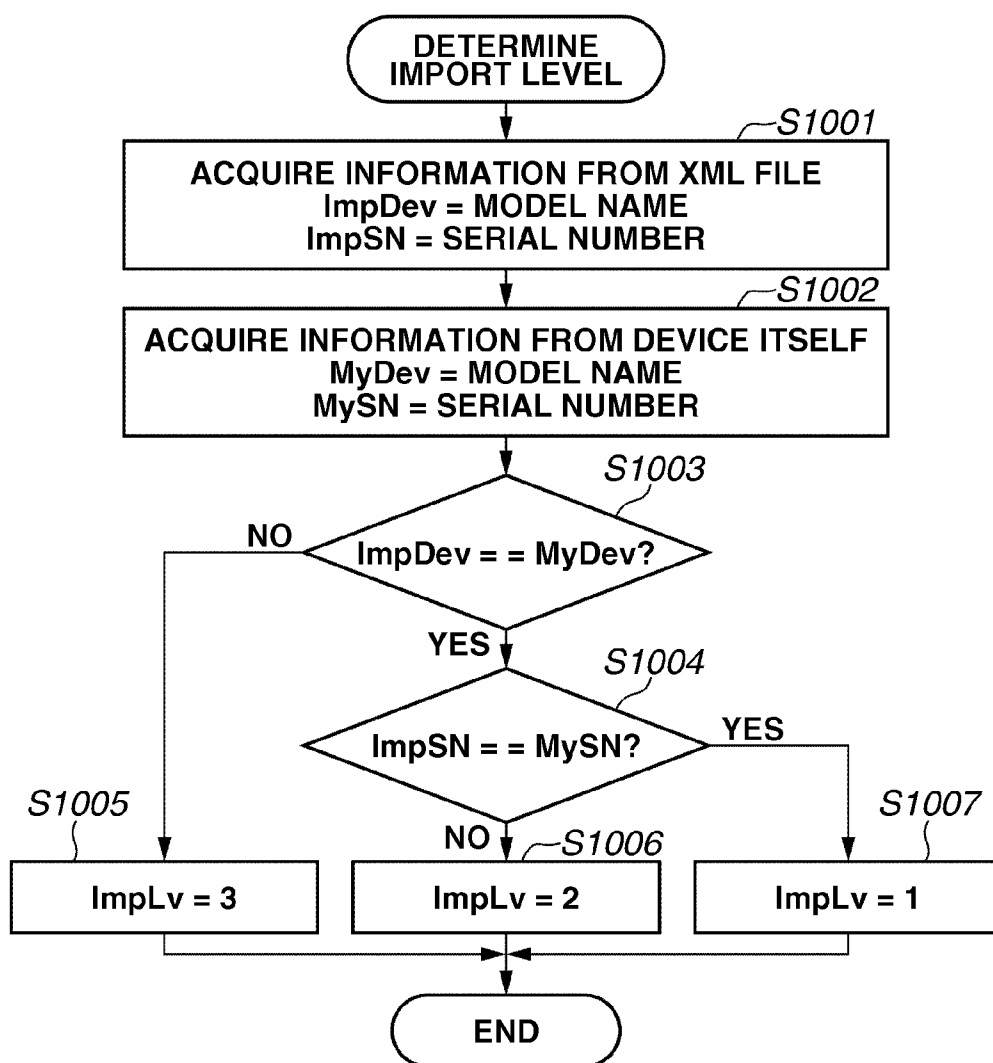 DETERMINE
IMPORT LEVEL
S1001
ACQUIRE INFORMATION FROM XML FILE
ImpDev = MODEL NAME
ImpSN = SERIAL NUMBER
S1002
ACQUIRE INFORMATION FROM DEVICE ITSELF
MyDev = MODEL NAME
MySN = SERIAL NUMBER
S1003
NO
ImpDev = = MyDev?
YES
S1004
ImpSN = = MySN?
YES
S1005
NO
S1006
S1007
ImpLv = 3
ImpLv = 2
ImpLv = 1
END